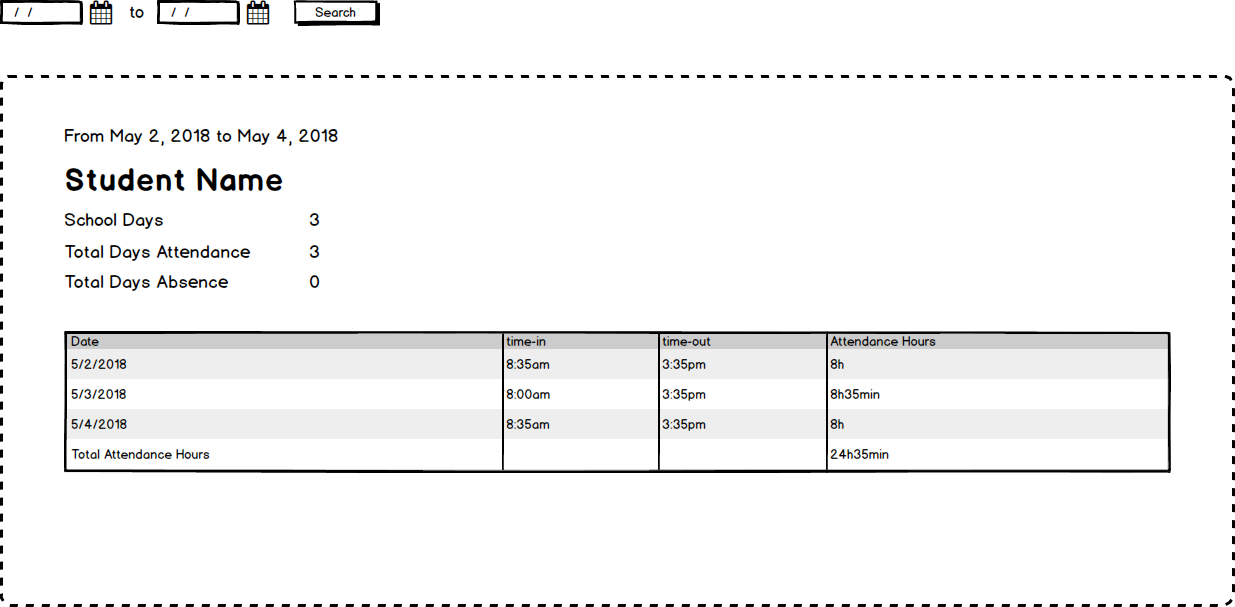 / / to / / Search
From May 2, 2018 to May 4, 2018
Student Name
School Days 3
Total Days Attendance 3
Total Days Absence 0
Date time-in time-out Attendance Hours
5/2/2018 8:35am 3:35pm 8h
5/3/2018 8:00am 3:35pm 8h35min
5/4/2018 8:35am 3:35pm 8h
Total Attendance Hours 24h35min